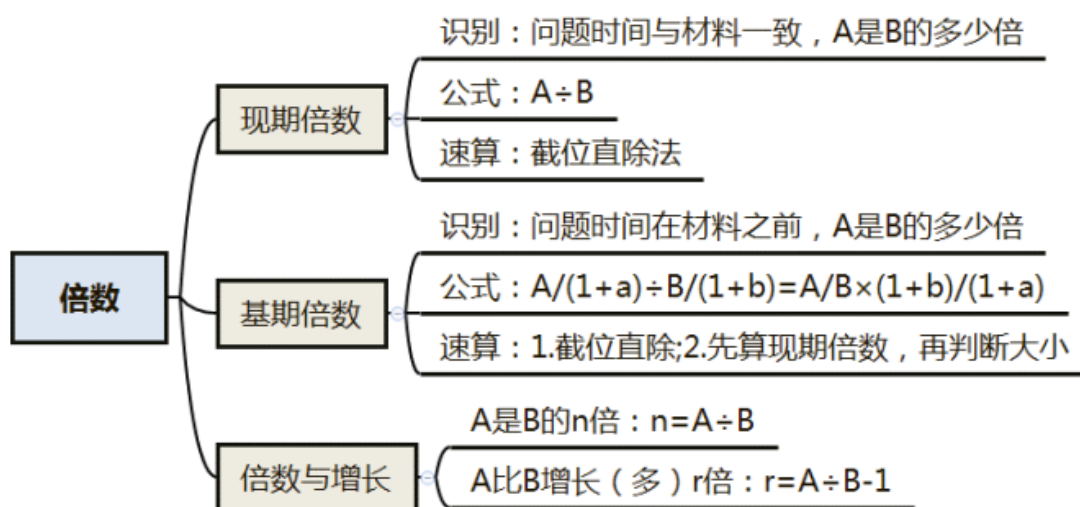 倍数
现期倍数
识别：问题时间与材料一致，A是B的多少倍
公式：A÷B
速算：截位直除法
基期倍数
识别：问题时间在材料之前，A是B的多少倍
公式：A/(1+a)÷B/(1+b)=A/B×(1+b)/(1+a)
速算：1.截位直除;2.先算现期倍数，再判断大小
倍数与增长
A是B的n倍：n=A÷B
A比B增长（多）r倍：r=A÷B-1